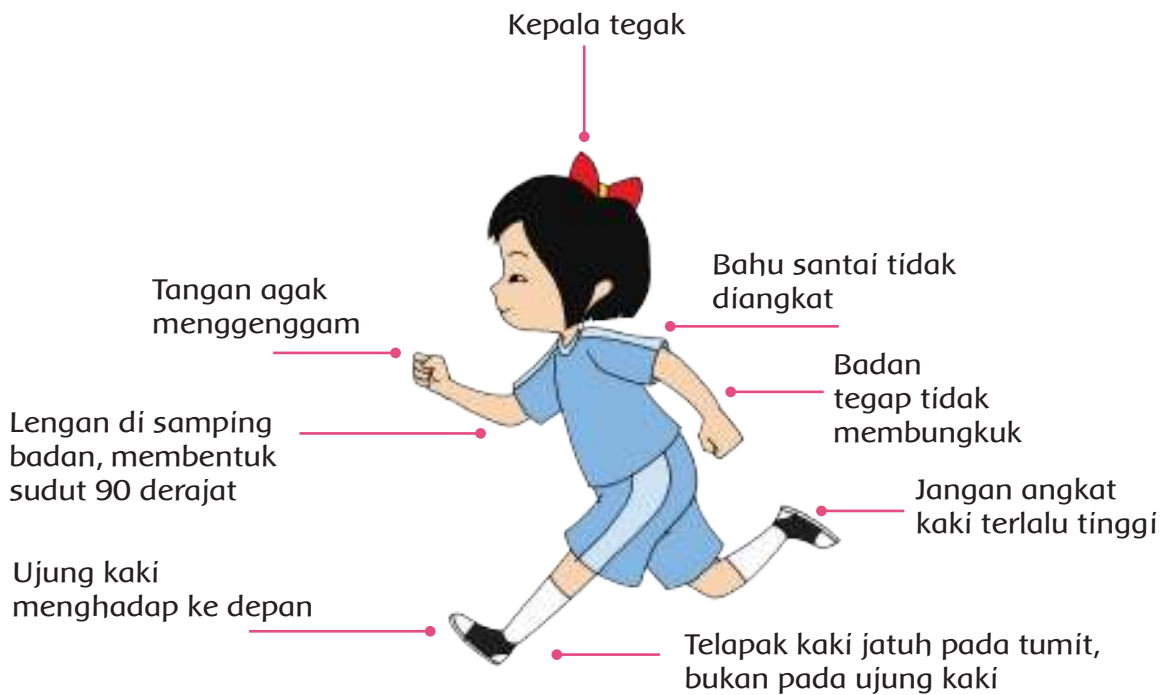 Kepala tegak
Bahu santai tidak
diangkat
Tangan agak
menggenggam
Badan
tegap tidak
membungkuk
Lengan di samping
badan, membentuk
sudut 90 derajat
Jangan angkat
kaki terlalu tinggi
Ujung kaki
menghadap ke depan
Telapak kaki jatuh pada tumit,
bukan pada ujung kaki